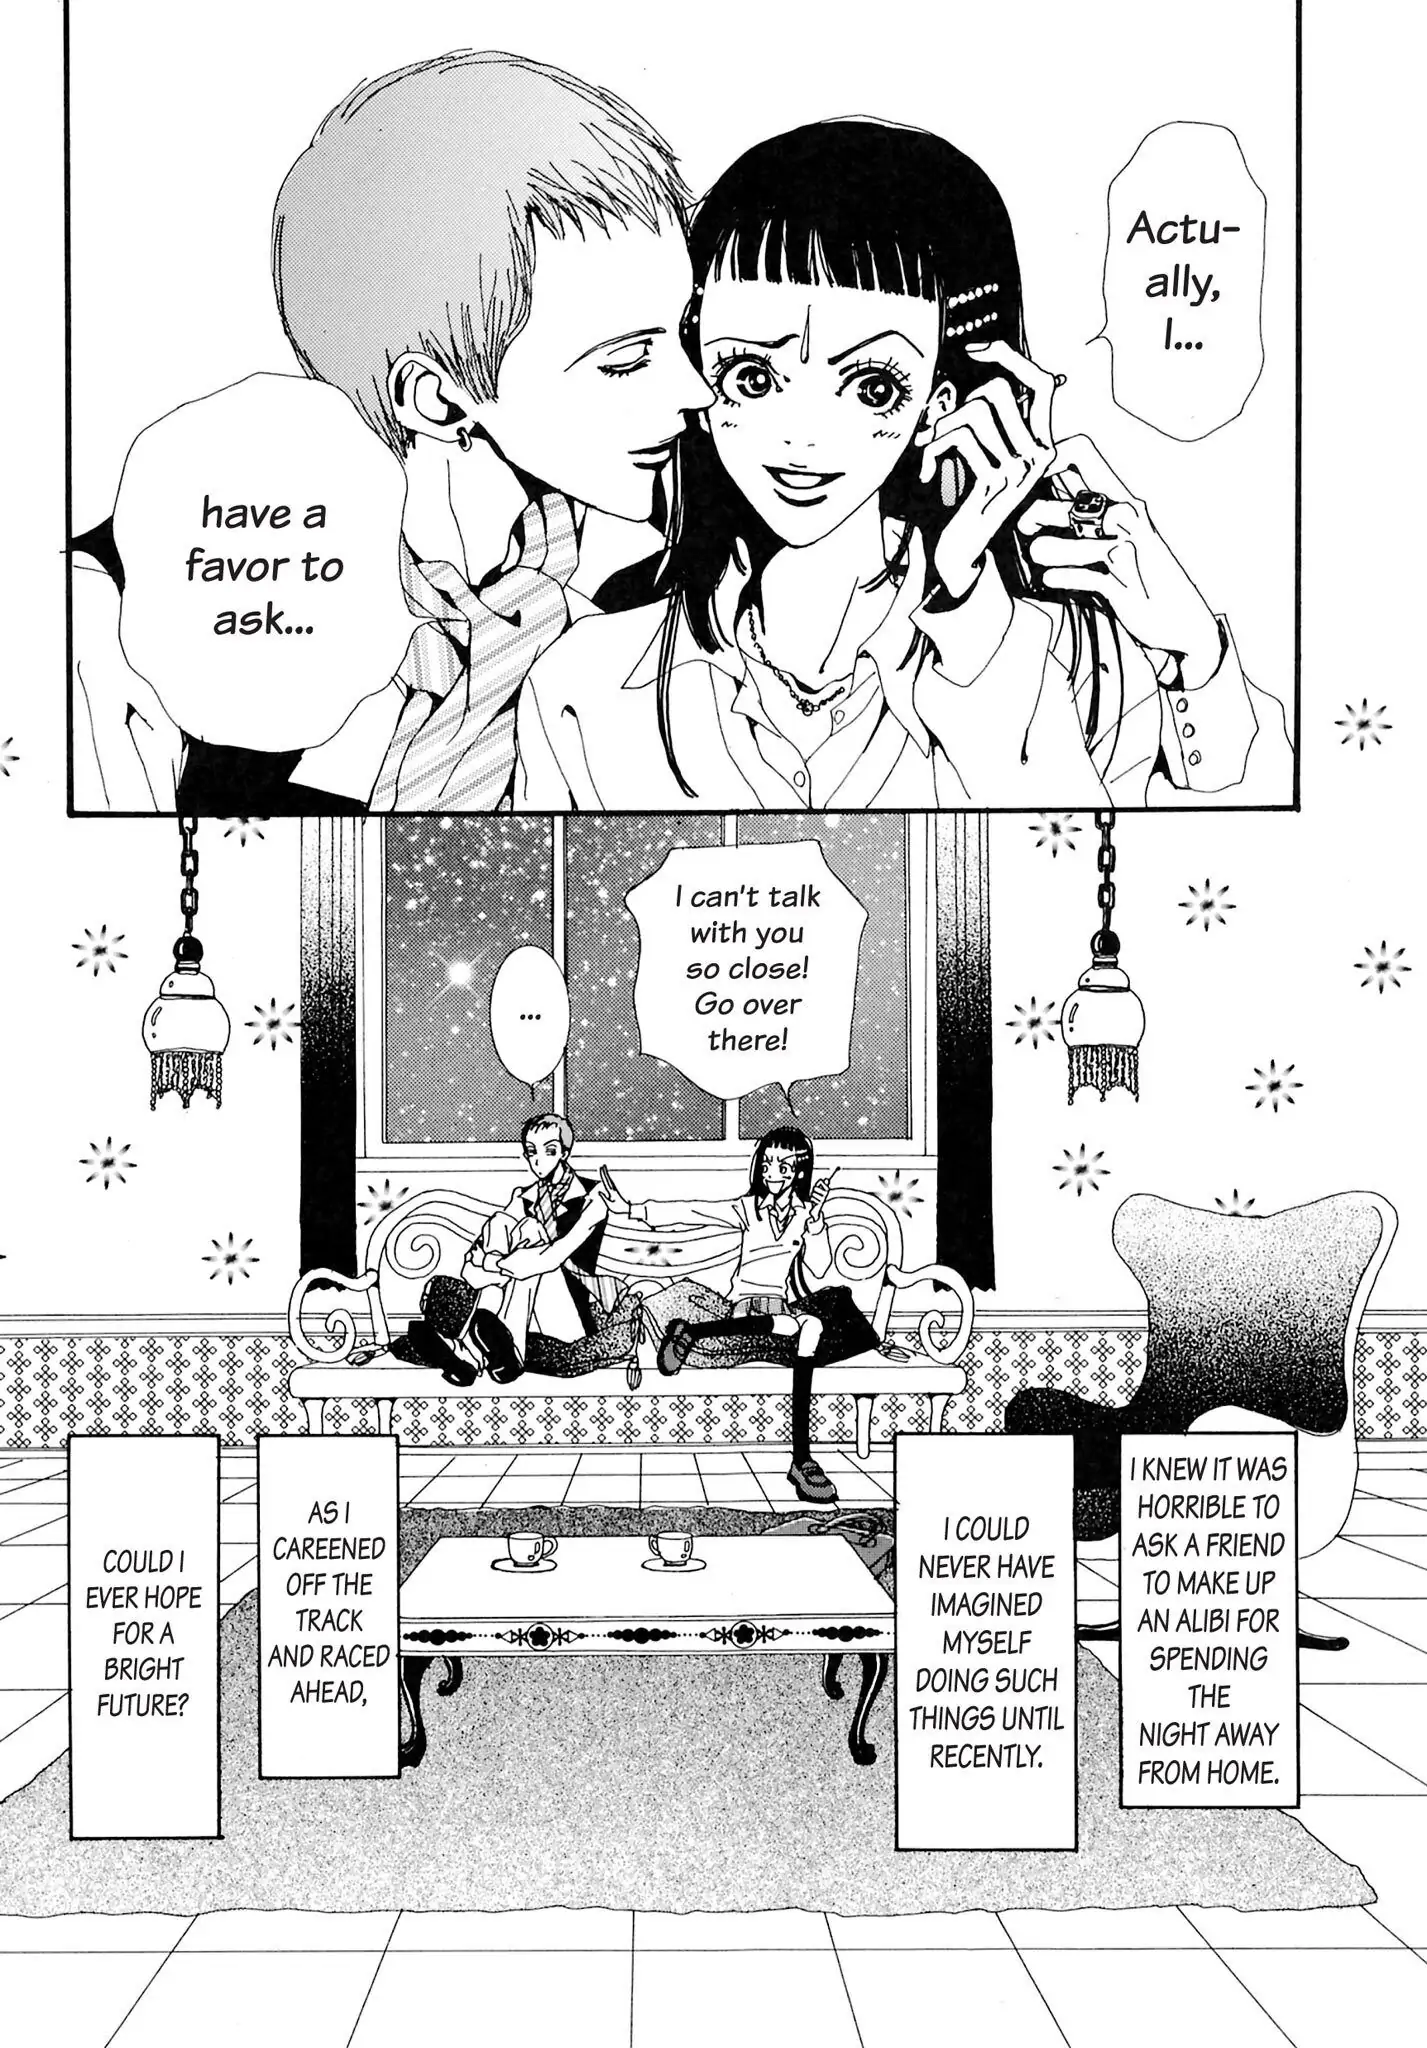 Actu-
ally,
I...
have a
favor to
ask...
I can't talk
with you
so close!
Go over
there!
...
I KNEW IT WAS
HORRIBLE TO
ASK A FRIEND
TO MAKE UP
AN ALIBI FOR
SPENDING
THE
NIGHT AWAY
FROM HOME.
I COULD
NEVER HAVE
IMAGINED
MYSELF
DOING SUCH
THINGS UNTIL
RECENTLY.
AS I
CAREENED
OFF THE
TRACK
AND RACED
AHEAD,
COULD I
EVER HOPE
FOR A
BRIGHT
FUTURE?